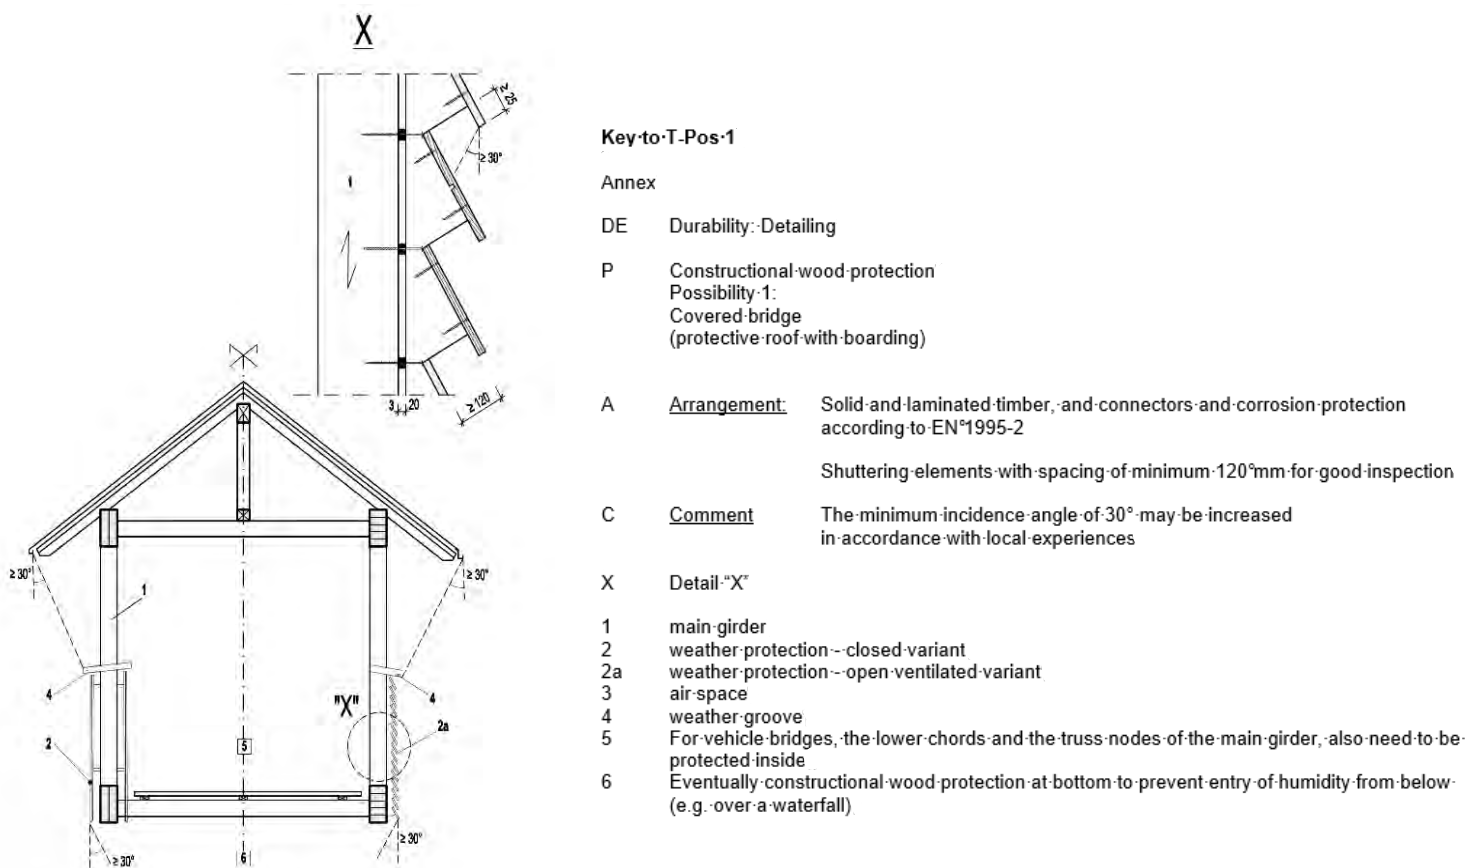 X
≥ 25
≥ 30°
1
3 20
≥ 120
≥ 30°
≥ 30°
1
4
4
"X"
2a
2
5
≥ 30°
≥ 30°
6
Key·to·T-Pos·1
Annex
DE Durability:·Detailing
P Constructional·wood·protection
Possibility·1:
Covered·bridge
(protective·roof·with·boarding)
A Arrangement: Solid·and·laminated·timber,·and·connectors·and·corrosion·protection
according·to·EN°1995-2
Shuttering·elements·with·spacing·of·minimum·120°mm·for·good·inspection
C Comment The·minimum·incidence·angle·of·30°·may·be·increased
in·accordance·with·local·experiences
X Detail·“X”
1 main·girder
2 weather·protection·-·closed·variant
2a weather·protection·-·open·ventilated·variant
3 air·space
4 weather·groove
5 For·vehicle·bridges,·the·lower·chords·and·the·truss·nodes·of·the·main·girder,·also·need·to·be·
protected·inside
6 Eventually·constructional·wood·protection·at·bottom·to·prevent·entry·of·humidity·from·below·
(e.g.·over·a·waterfall)